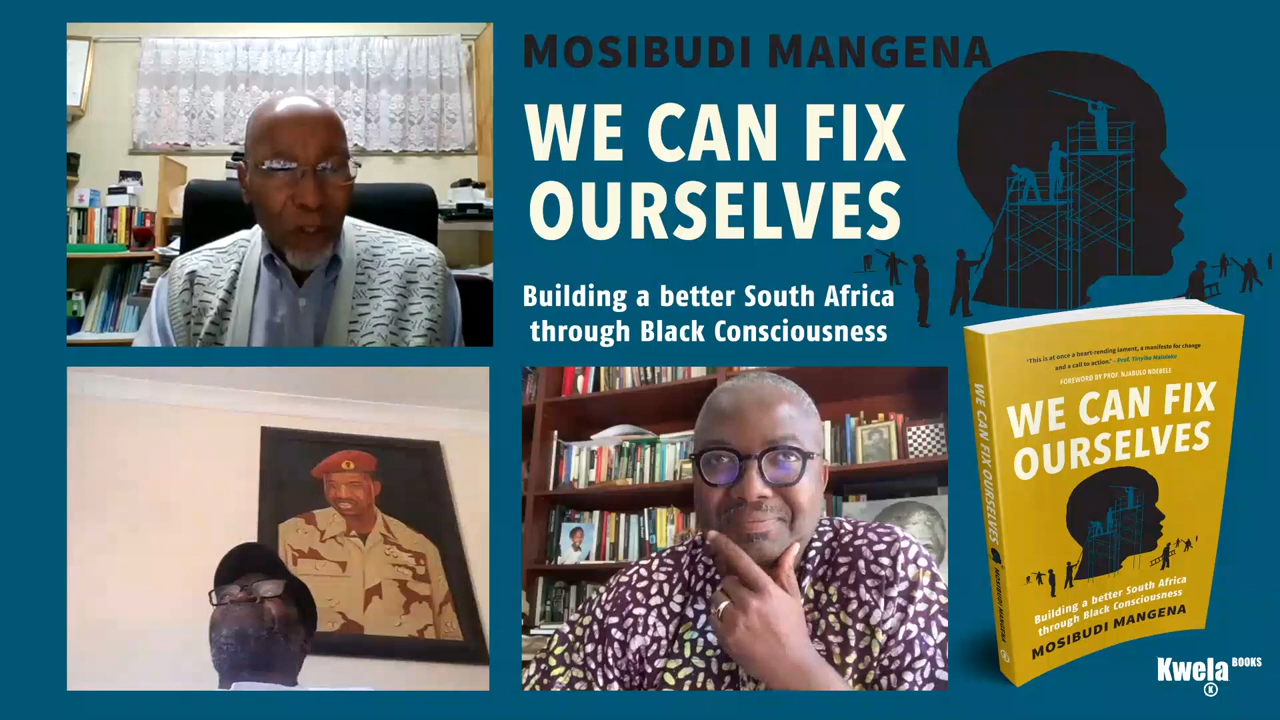 MOSIBUDI MANGENA
WE CAN FIX
OURSELVES
Building a better South Africa
through Black Consciousness
"This is at once a heart-rending lament, a manifesto for change
and a call to action." - Prof. Tinyiko Maluleke
FOREWORD BY PROF. NJABULO NDEBELE
WE CAN FIX
OURSELVES
Building a better South Africa
through Black Consciousness
MOSIBUDI MANGENA
WE CAN FIX OURSELVES
MOSIBUDI MANGENA
Kwela BOOKS
K